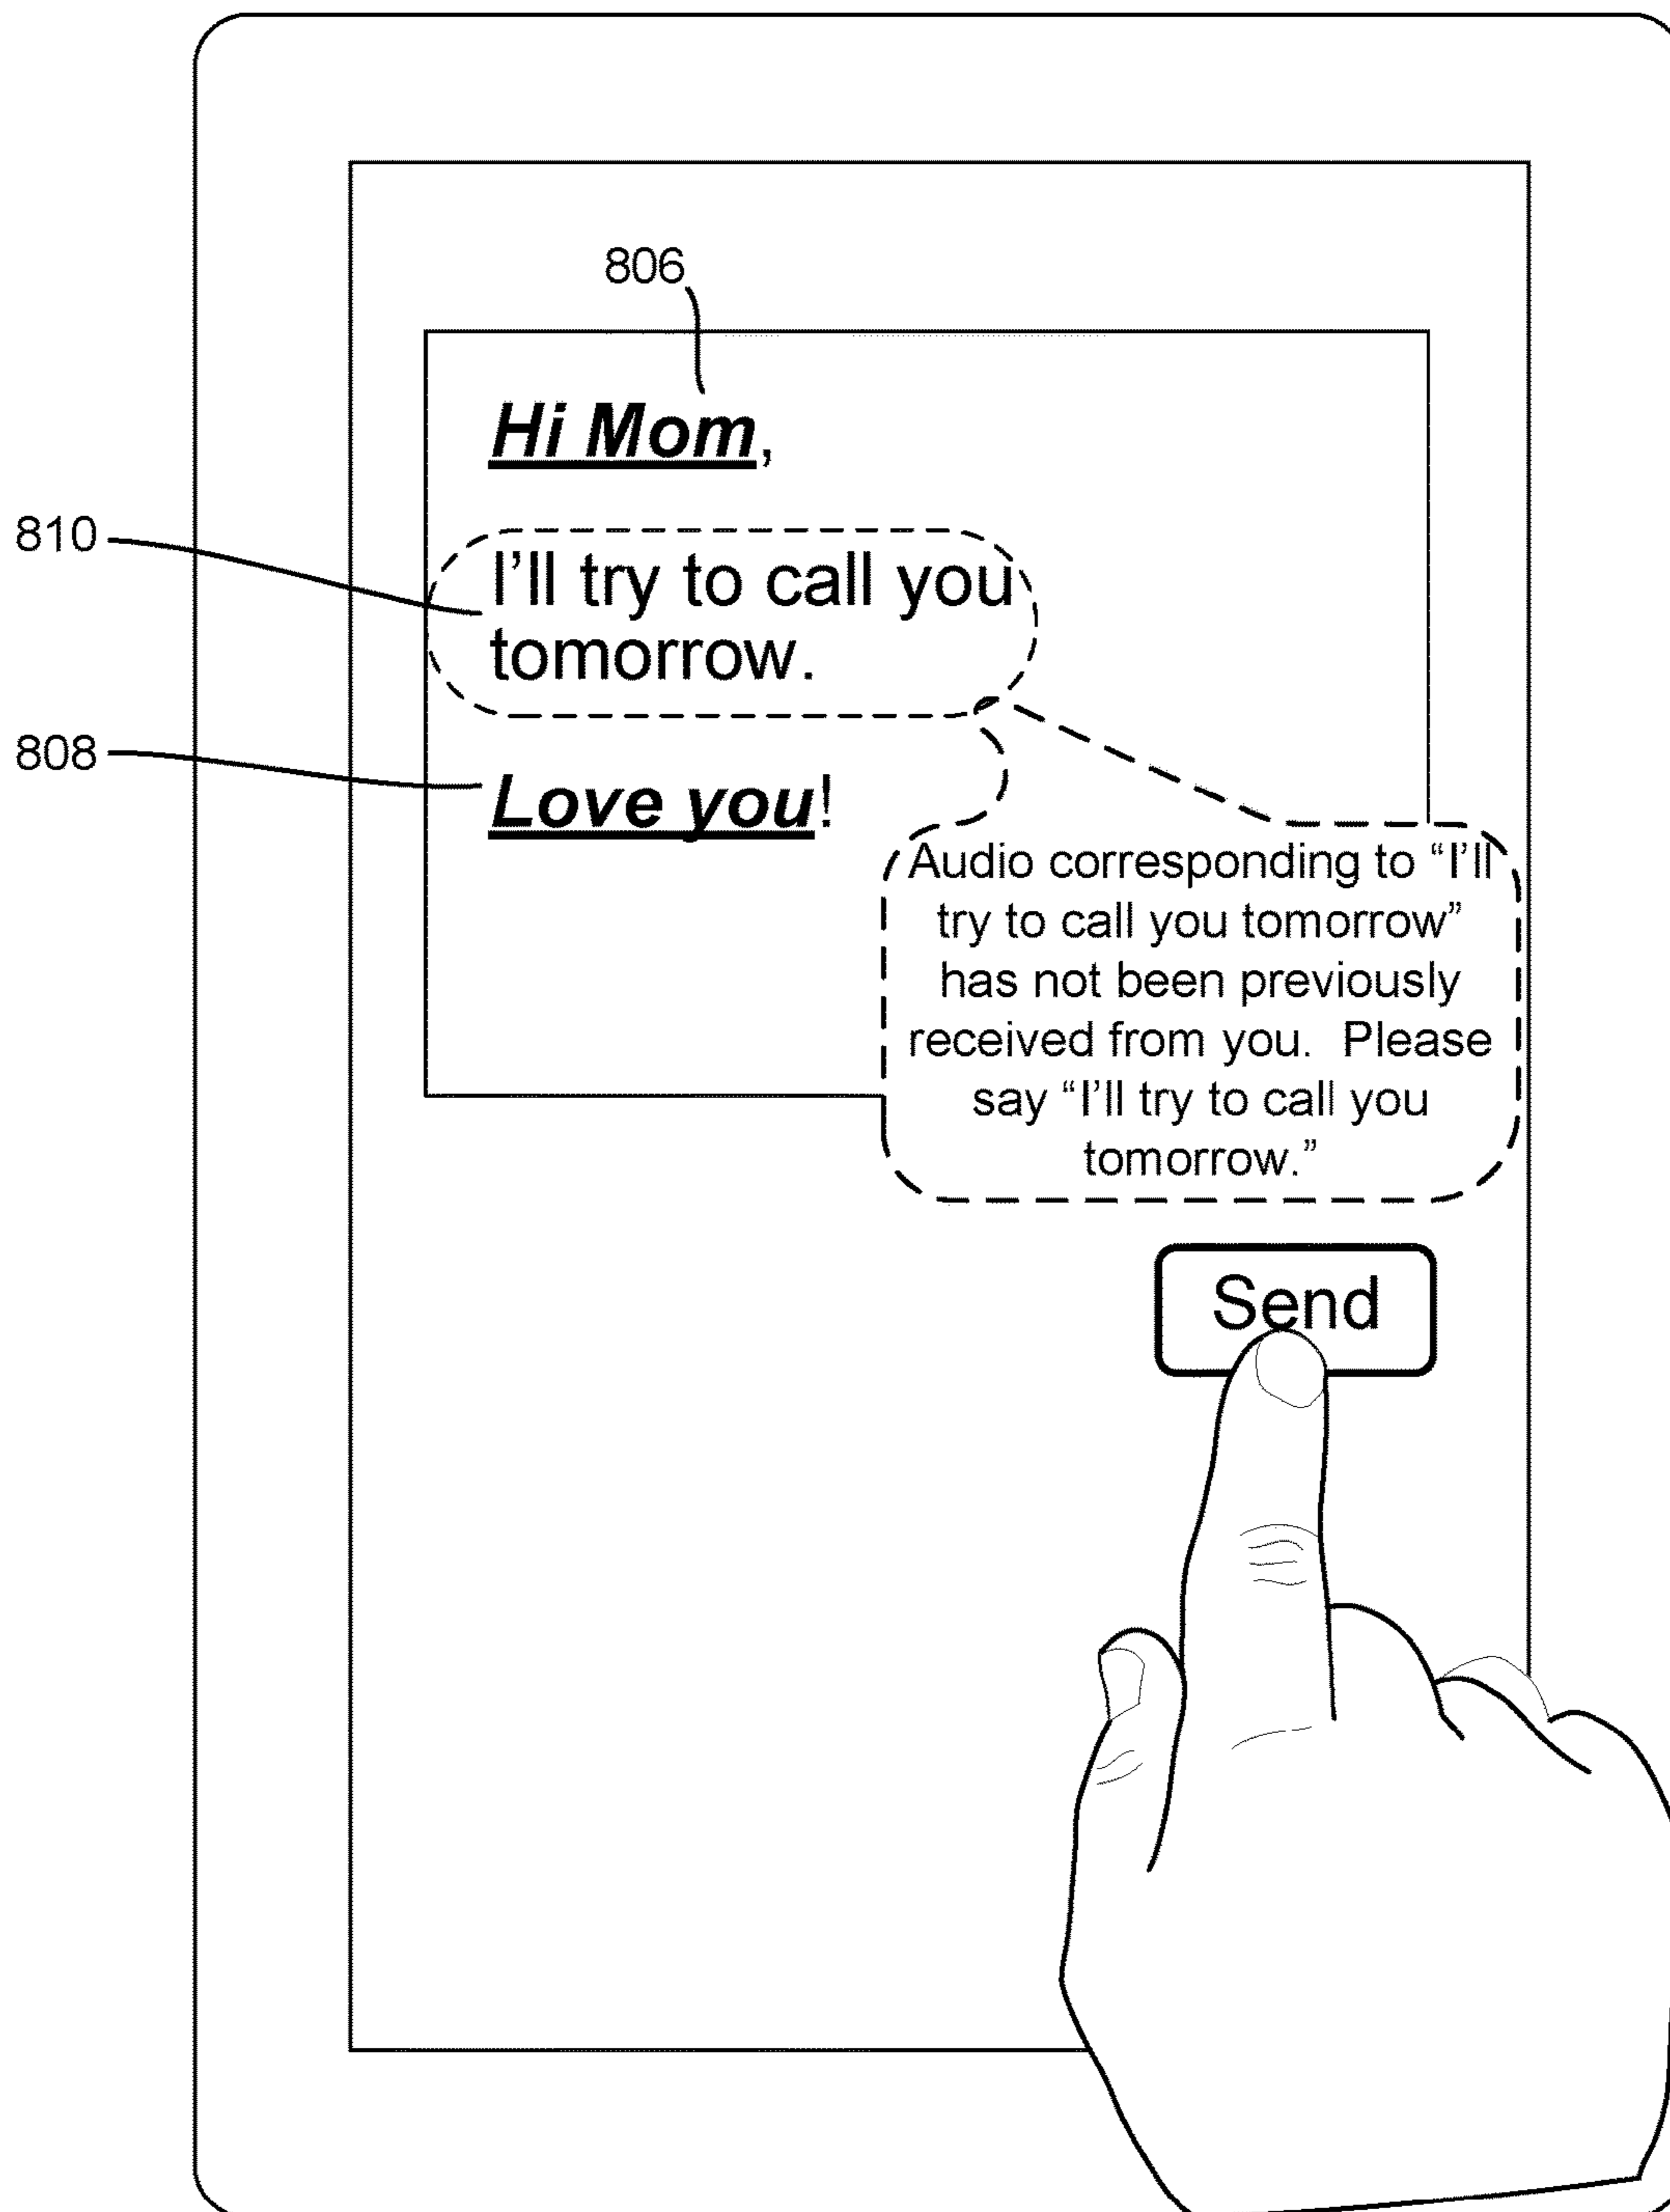 806
Hi Mom,
810
I’ll try to call you
tomorrow.
808
Love you!
Audio corresponding to “I’ll
try to call you tomorrow”
has not been previously
received from you.  Please
say “I’ll try to call you
tomorrow.”
Send